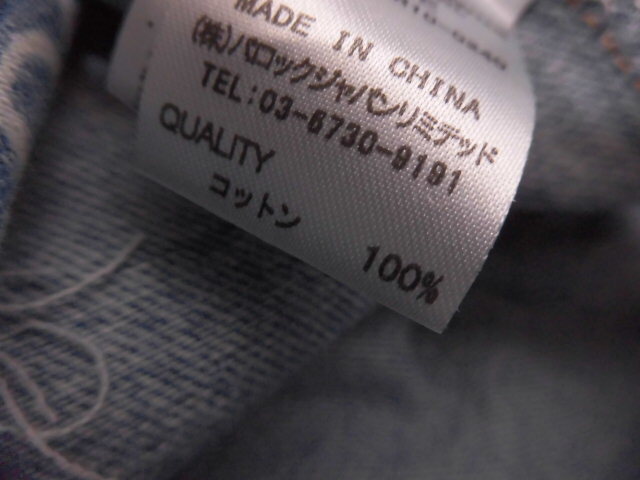 MADE IN CHINA
(株)バロックジャパンリミテッド
TEL:03-6730-9191
QUALITY
コットン 100%